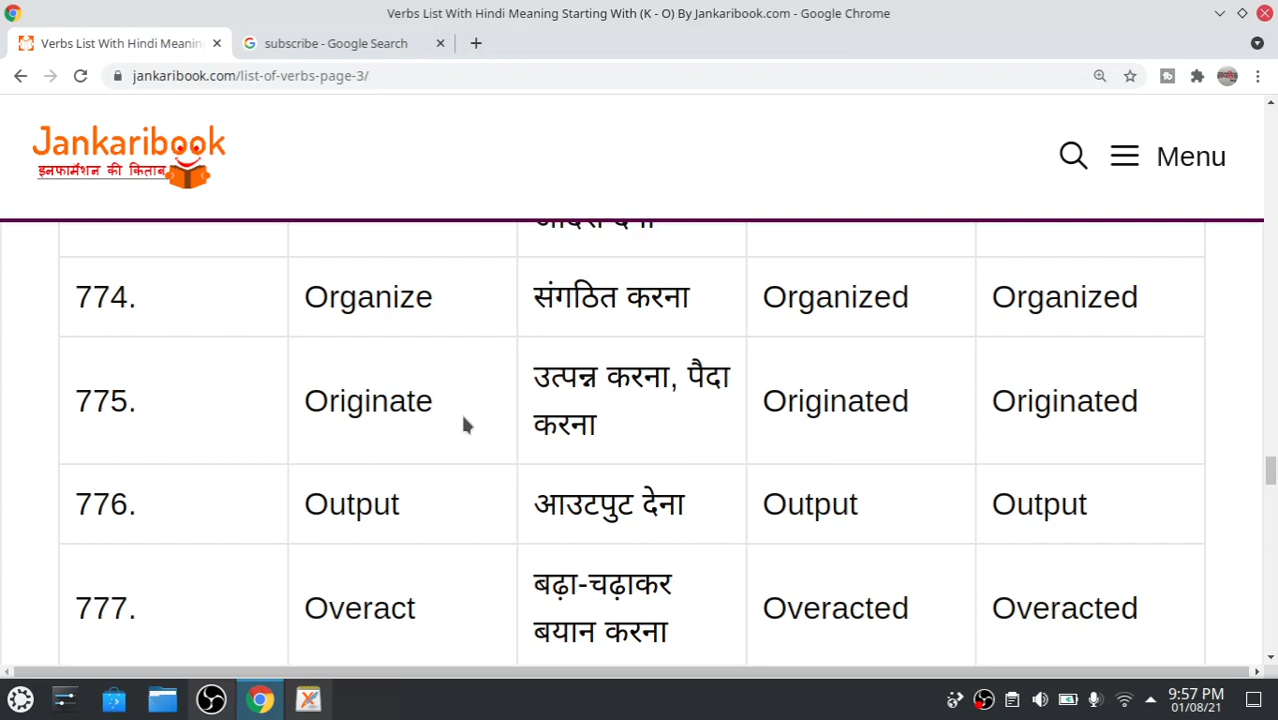 Verbs List With Hindi Meaning Starting With (K - O) By Jankaribook.com - Google Chrome
Verbs List With Hindi Meanin
subscribe - Google Search
jankaribook.com/list-of-verbs-page-3/
Jankaribook
इनफार्मेशन की किताब
Menu
774. Organize संगठित करना Organized Organized
उत्पन्न करना, पैदा
775. Originate Originated Originated
करना
776. Output आउटपुट देना Output Output
बढ़ा-चढ़ाकर
777. Overact Overacted Overacted
बयान करना
9:57 PM
01/08/21